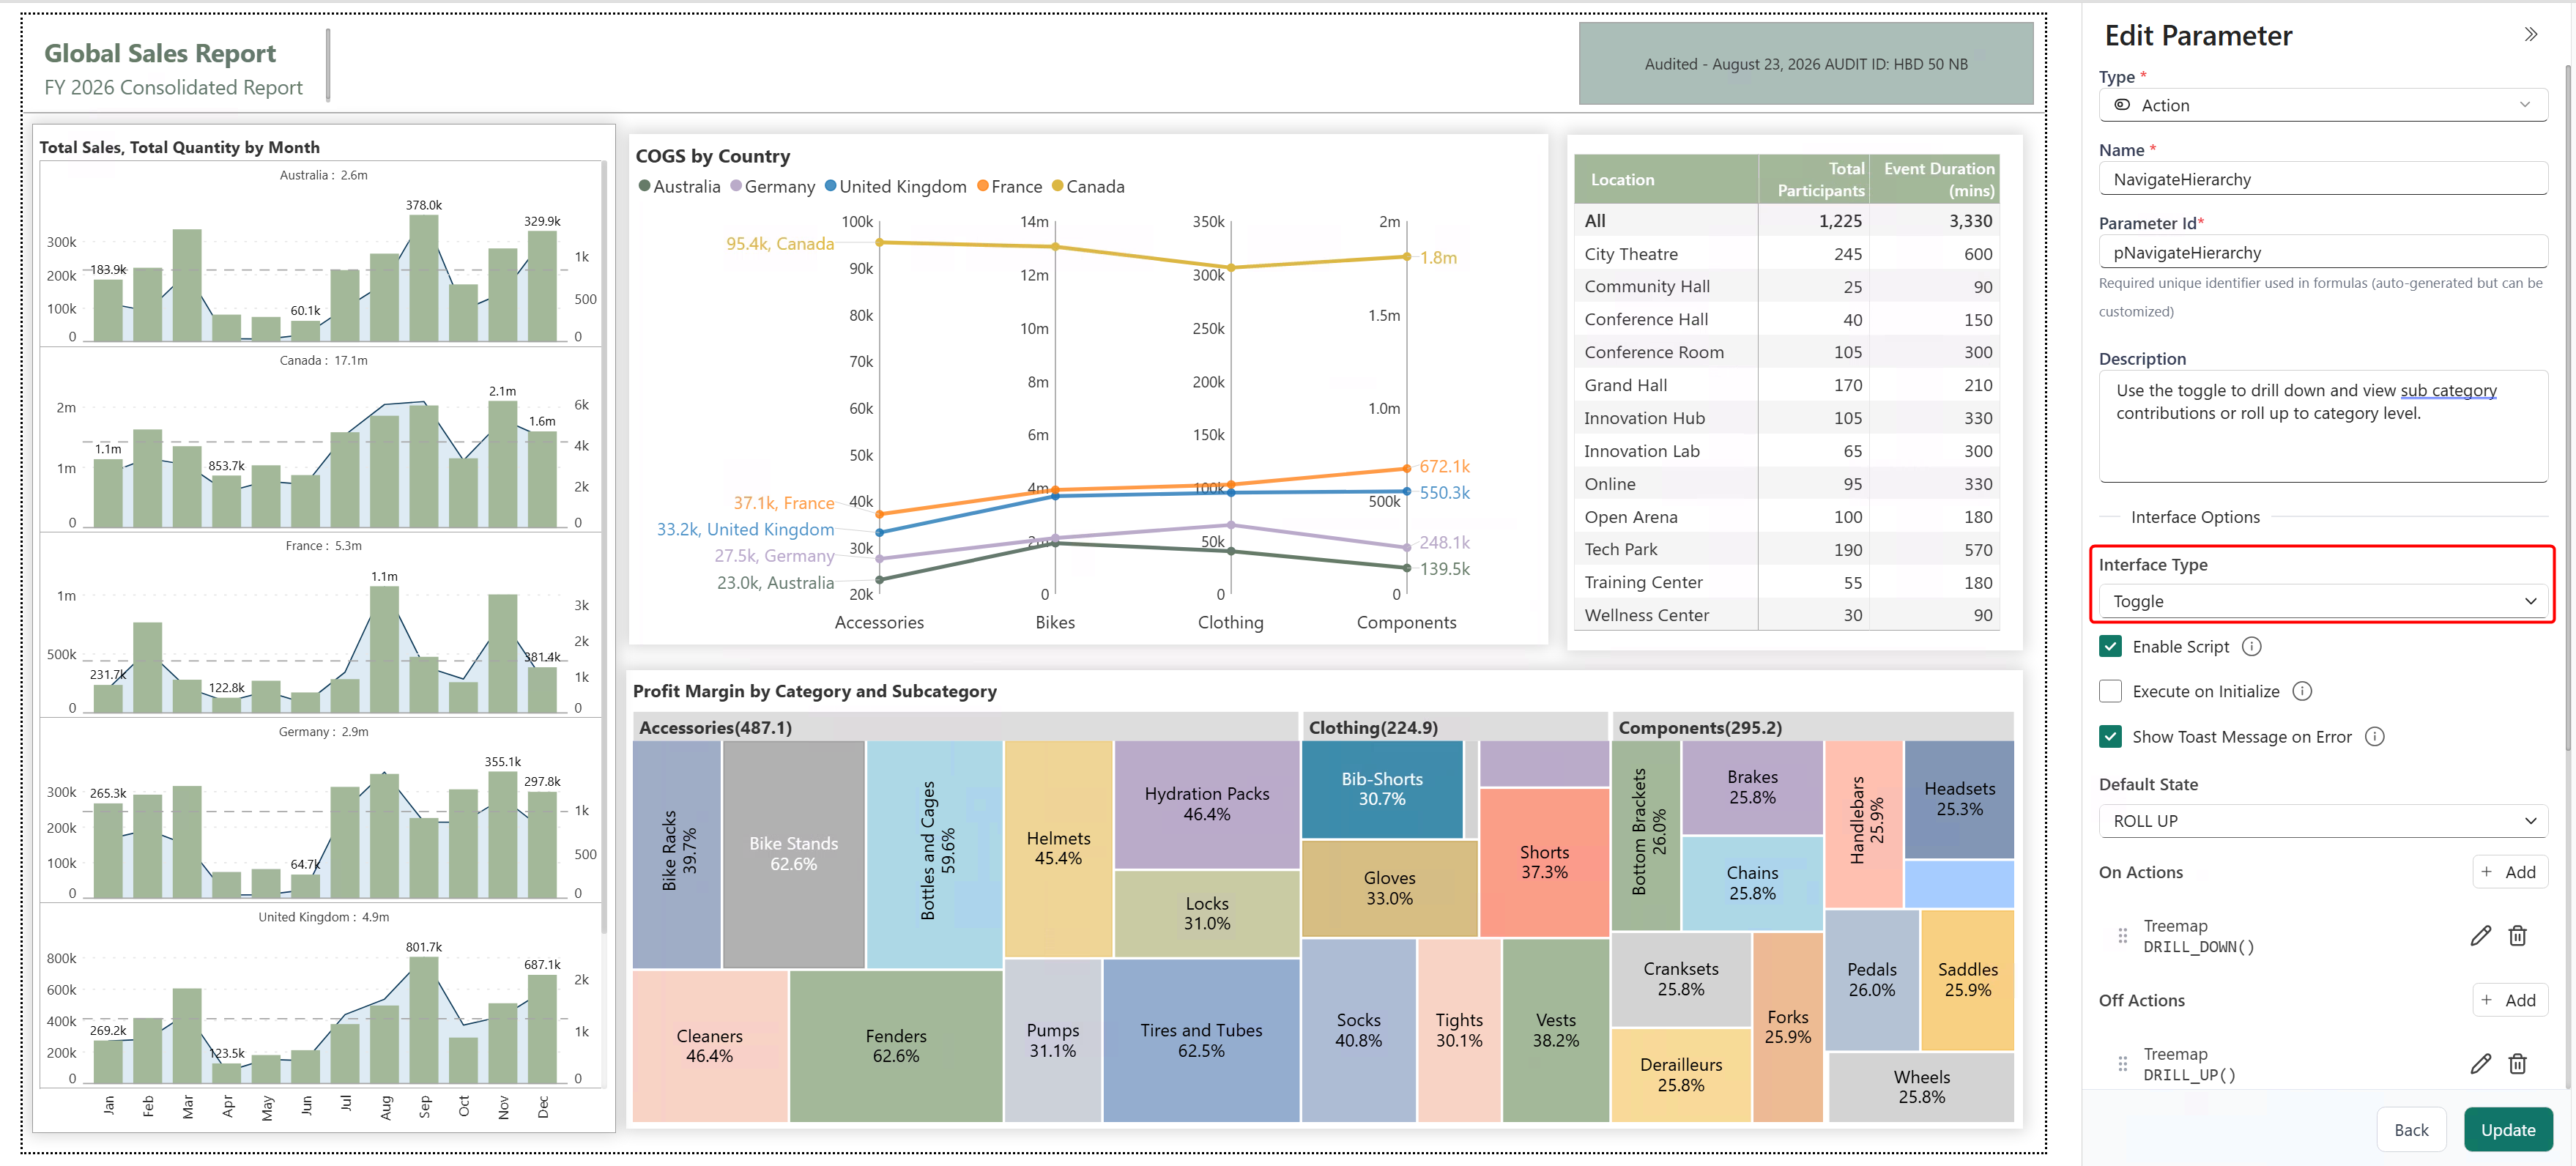 Global Sales Report
FY 2026 Consolidated Report
Audited - August 23, 2026 AUDIT ID: HBD 50 NB
Total Sales, Total Quantity by Month
Australia : 2.6m
378.0k
329.9k
300k
1k
183.9k
200k
500
60.1k
100k
0
0
Canada : 17.1m
2.1m
6k
2m
1.6m
1.1m
4k
853.7k
1m
2k
0
0
France : 5.3m
1.1m
1m
3k
2k
500k
381.4k
231.7k
1k
122.8k
0
0
Germany : 2.9m
355.1k
297.8k
300k
265.3k
1k
200k
500
64.7k
100k
0
0
United Kingdom : 4.9m
801.7k
687.1k
800k
2k
600k
400k
269.2k
1k
123.5k
200k
0
0
Jan Feb Mar Apr May Jun Jul Aug Sep Oct Nov Dec
COGS by Country
Australia Germany United Kingdom France Canada
100k 14m 350k 2m
95.4k, Canada
1.8m
90k
12m 300k
80k 10m 250k 1.5m
70k
8m 200k
60k 1.0m
6m 150k
50k
672.1k
4m 100k
550.3k
37.1k, France 40k 500k
33.2k, United Kingdom
27.5k, Germany 30k 2m 50k 248.1k
23.0k, Australia 139.5k
20k 0 0 0
Accessories Bikes Clothing Components
Location Total Participants Event Duration (mins)
All 1,225 3,330
City Theatre 245 600
Community Hall 25 90
Conference Hall 40 150
Conference Room 105 300
Grand Hall 170 210
Innovation Hub 105 330
Innovation Lab 65 300
Online 95 330
Open Arena 100 180
Tech Park 190 570
Training Center 55 180
Wellness Center 30 90
Profit Margin by Category and Subcategory
Accessories(487.1)
Bike Racks
39.7%
Bike Stands
62.6%
Bottles and Cages
59.6%
Helmets
45.4%
Hydration Packs
46.4%
Locks
31.0%
Cleaners
46.4%
Fenders
62.6%
Pumps
31.1%
Tires and Tubes
62.5%
Clothing(224.9)
Bib-Shorts
30.7%
Gloves
33.0%
Shorts
37.3%
Socks
40.8%
Tights
30.1%
Vests
38.2%
Components(295.2)
Bottom Brackets
26.0%
Brakes
25.8%
Chains
25.8%
Handlebars
25.9%
Headsets
25.3%
Cranksets
25.8%
Derailleurs
25.8%
Forks
25.9%
Pedals
26.0%
Saddles
25.9%
Wheels
25.8%
Edit Parameter
Type *
Action
Name *
NavigateHierarchy
Parameter Id*
pNavigateHierarchy
Required unique identifier used in formulas (auto-generated but can be
customized)
Description
Use the toggle to drill down and view sub category
contributions or roll up to category level.
Interface Options
Interface Type
Toggle
Enable Script
Execute on Initialize
Show Toast Message on Error
Default State
ROLL UP
On Actions + Add
Treemap
DRILL_DOWN()
Off Actions + Add
Treemap
DRILL_UP()
Back Update